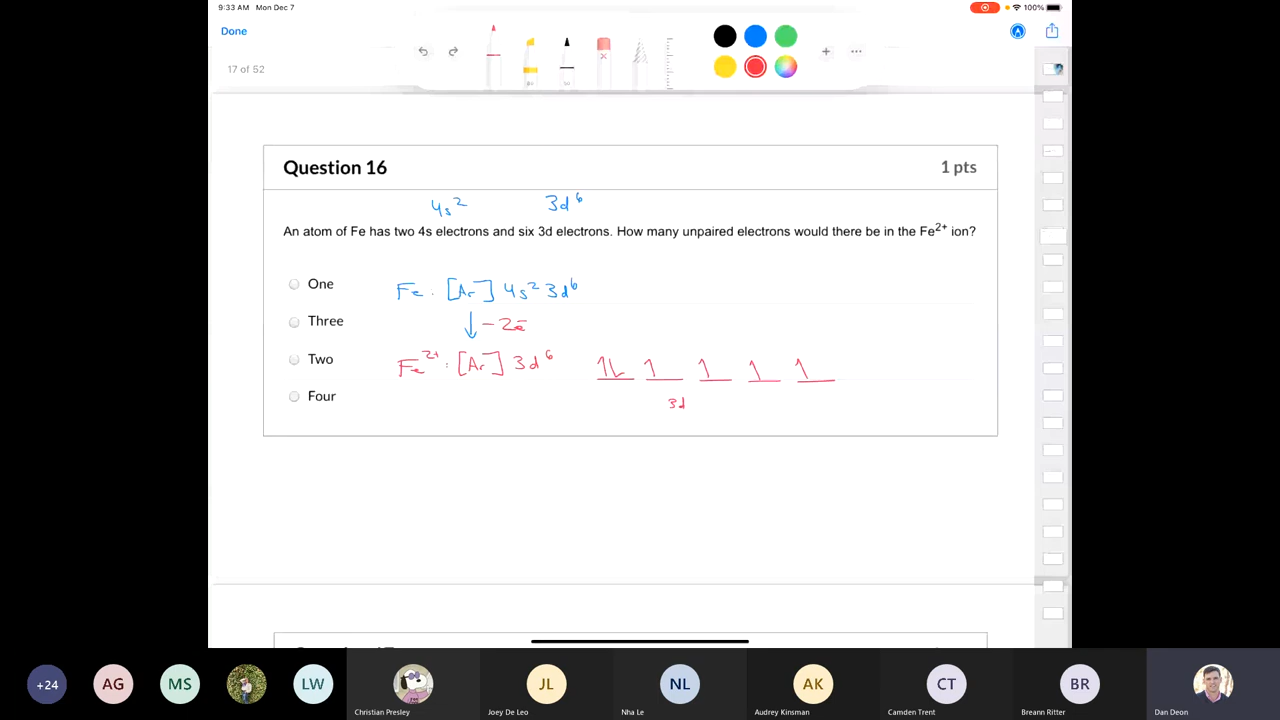 9:33 AM Mon Dec 7
100%
Done
17 of 52
Question 16
1 pts
4s² 3d⁶
An atom of Fe has two 4s electrons and six 3d electrons. How many unpaired electrons would there be in the Fe²⁺ ion?
One
Fe: [Ar] 4s² 3d⁶
Three
-2e⁻
Two
Fe²⁺: [Ar] 3d⁶ ↿⇂ ↿ ↿ ↿ ↿
Four
3d
+24
AG
MS
LW
Christian Presley
JL
Joey De Leo
NL
Nha Le
AK
Audrey Kinsman
CT
Camden Trent
BR
Breann Ritter
Dan Deon